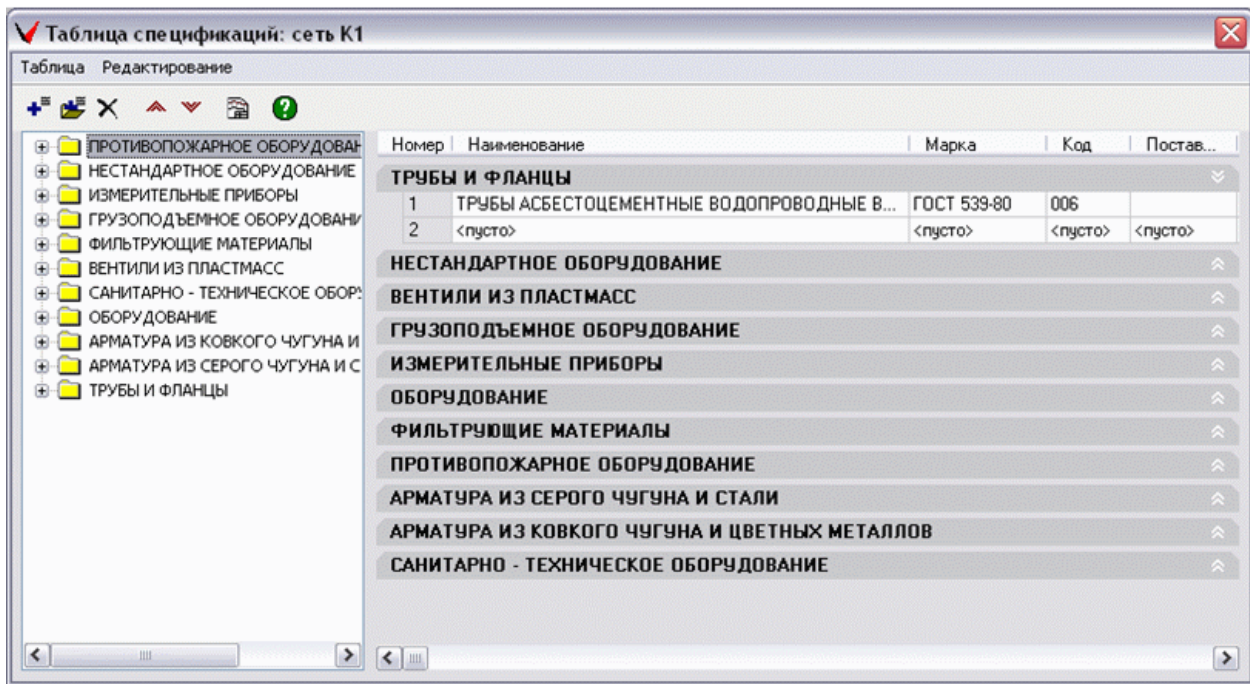 Таблица спецификаций: сеть К1
Таблица Редактирование
ПРОТИВОПОЖАРНОЕ ОБОРУДОВАН
НЕСТАНДАРТНОЕ ОБОРУДОВАНИЕ
ИЗМЕРИТЕЛЬНЫЕ ПРИБОРЫ
ГРУЗОПОДЪЕМНОЕ ОБОРУДОВАНИ
ФИЛЬТРУЮЩИЕ МАТЕРИАЛЫ
ВЕНТИЛИ ИЗ ПЛАСТМАСС
САНИТАРНО - ТЕХНИЧЕСКОЕ ОБОРУ
ОБОРУДОВАНИЕ
АРМАТУРА ИЗ КОВКОГО ЧУГУНА И
АРМАТУРА ИЗ СЕРОГО ЧУГУНА И С
ТРУБЫ И ФЛАНЦЫ
Номер Наименование Марка Код Постав...
ТРУБЫ И ФЛАНЦЫ
1 ТРУБЫ АСБЕСТОЦЕМЕНТНЫЕ ВОДОПРОВОДНЫЕ В... ГОСТ 539-80 006
2 <пусто> <пусто> <пусто> <пусто>
НЕСТАНДАРТНОЕ ОБОРУДОВАНИЕ
ВЕНТИЛИ ИЗ ПЛАСТМАСС
ГРУЗОПОДЪЕМНОЕ ОБОРУДОВАНИЕ
ИЗМЕРИТЕЛЬНЫЕ ПРИБОРЫ
ОБОРУДОВАНИЕ
ФИЛЬТРУЮЩИЕ МАТЕРИАЛЫ
ПРОТИВОПОЖАРНОЕ ОБОРУДОВАНИЕ
АРМАТУРА ИЗ СЕРОГО ЧУГУНА И СТАЛИ
АРМАТУРА ИЗ КОВКОГО ЧУГУНА И ЦВЕТНЫХ МЕТАЛЛОВ
САНИТАРНО - ТЕХНИЧЕСКОЕ ОБОРУДОВАНИЕ